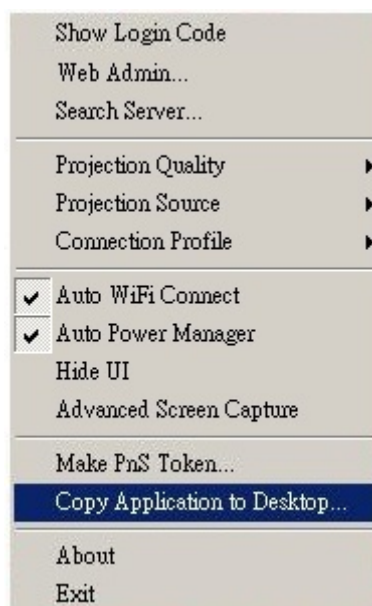 Show Login Code
Web Admin...
Search Server...
Projection Quality
Projection Source
Connection Profile
Auto WiFi Connect
Auto Power Manager
Hide UI
Advanced Screen Capture
Make PnS Token...
Copy Application to Desktop...
About
Exit